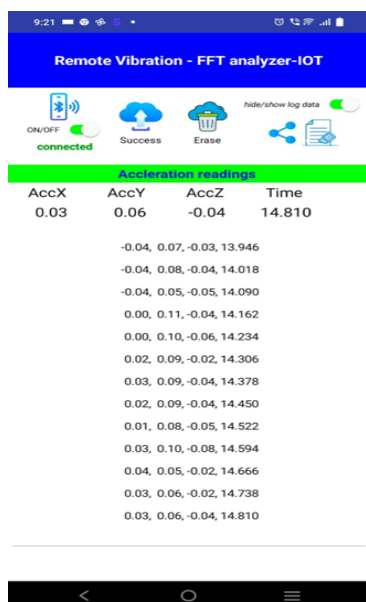 9:21
Remote Vibration - FFT analyzer-IOT
hide/show log data
ON/OFF
connected
Success
Erase
Accleration readings
AccX AccY AccZ Time
0.03 0.06 -0.04 14.810
-0.04, 0.07, -0.03, 13.946
-0.04, 0.08, -0.04, 14.018
-0.04, 0.05, -0.05, 14.090
0.00, 0.11, -0.04, 14.162
0.00, 0.10, -0.06, 14.234
0.02, 0.09, -0.02, 14.306
0.03, 0.09, -0.04, 14.378
0.02, 0.09, -0.04, 14.450
0.01, 0.08, -0.05, 14.522
0.03, 0.10, -0.08, 14.594
0.04, 0.05, -0.02, 14.666
0.03, 0.06, -0.02, 14.738
0.03, 0.06, -0.04, 14.810